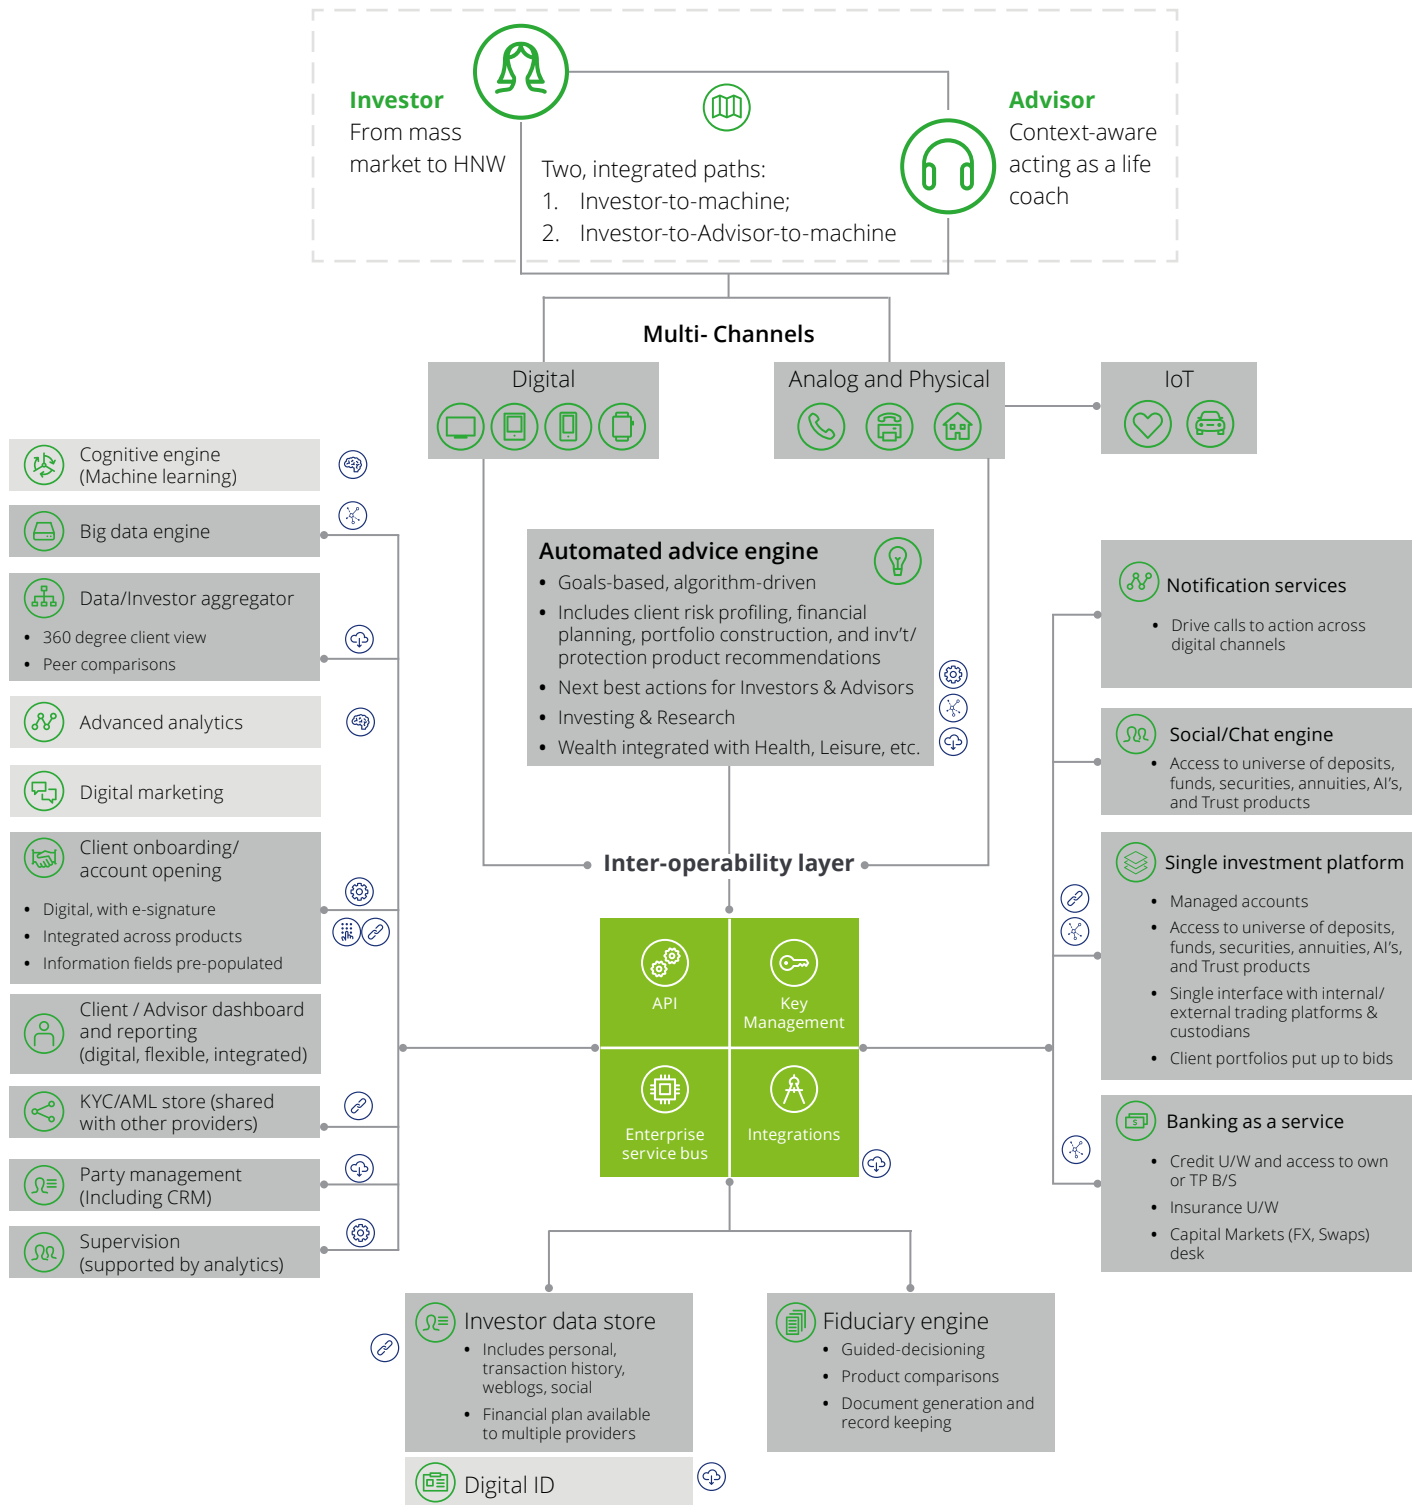 Investor
From mass
market to HNW
Two, integrated paths:
1. Investor-to-machine;
2. Investor-to-Advisor-to-machine
Advisor
Context-aware
acting as a life
coach
Multi- Channels
Digital
Analog and Physical
IoT
Cognitive engine
(Machine learning)
Big data engine
Data/Investor aggregator
• 360 degree client view
• Peer comparisons
Advanced analytics
Digital marketing
Client onboarding/
account opening
• Digital, with e-signature
• Integrated across products
• Information fields pre-populated
Client / Advisor dashboard
and reporting
(digital, flexible, integrated)
KYC/AML store (shared
with other providers)
Party management
(Including CRM)
Supervision
(supported by analytics)
Automated advice engine
• Goals-based, algorithm-driven
• Includes client risk profiling, financial
planning, portfolio construction, and inv't/
protection product recommendations
• Next best actions for Investors & Advisors
• Investing & Research
• Wealth integrated with Health, Leisure, etc.
Inter-operability layer
API
Key
Management
Enterprise
service bus
Integrations
Notification services
• Drive calls to action across
digital channels
Social/Chat engine
• Access to universe of deposits,
funds, securities, annuities, AI's,
and Trust products
Single investment platform
• Managed accounts
• Access to universe of deposits,
funds, securities, annuities, AI's,
and Trust products
• Single interface with internal/
external trading platforms &
custodians
• Client portfolios put up to bids
Banking as a service
• Credit U/W and access to own
or TP B/S
• Insurance U/W
• Capital Markets (FX, Swaps)
desk
Investor data store
• Includes personal,
transaction history,
weblogs, social
• Financial plan available
to multiple providers
Digital ID
Fiduciary engine
• Guided-decisioning
• Product comparisons
• Document generation and
record keeping